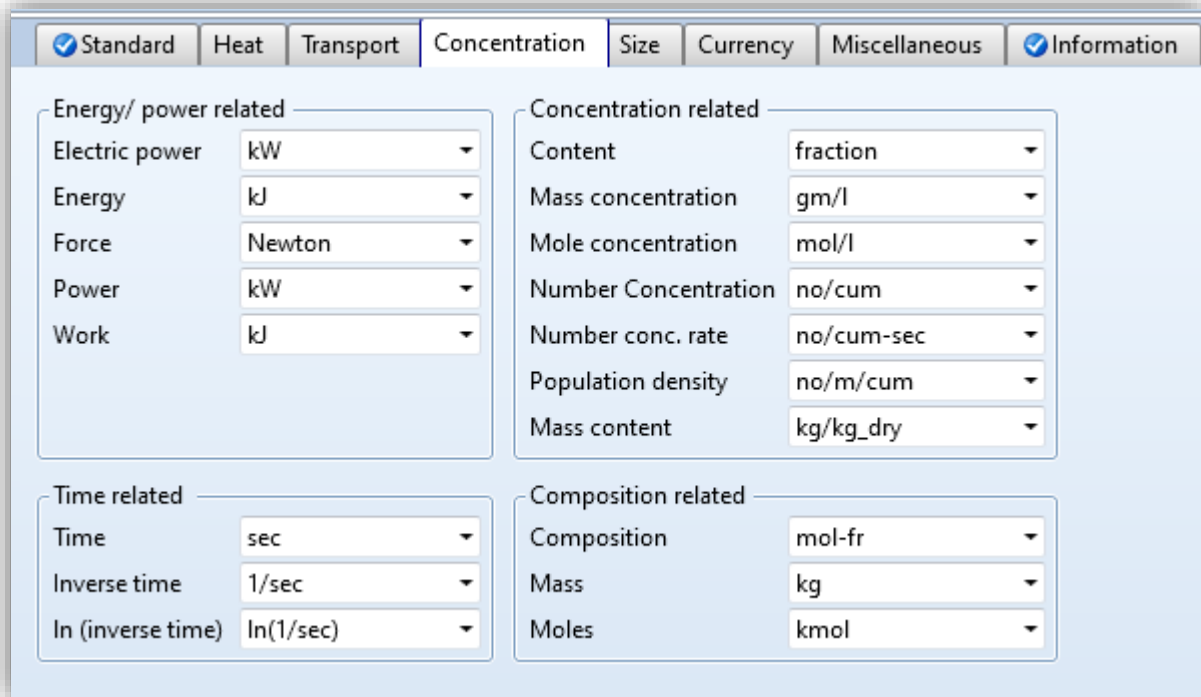 Standard Heat Transport Concentration Size Currency Miscellaneous Information
Energy/ power related
Electric power kW
Energy kJ
Force Newton
Power kW
Work kJ
Concentration related
Content fraction
Mass concentration gm/l
Mole concentration mol/l
Number Concentration no/cum
Number conc. rate no/cum-sec
Population density no/m/cum
Mass content kg/kg_dry
Time related
Time sec
Inverse time 1/sec
In (inverse time) ln(1/sec)
Composition related
Composition mol-fr
Mass kg
Moles kmol